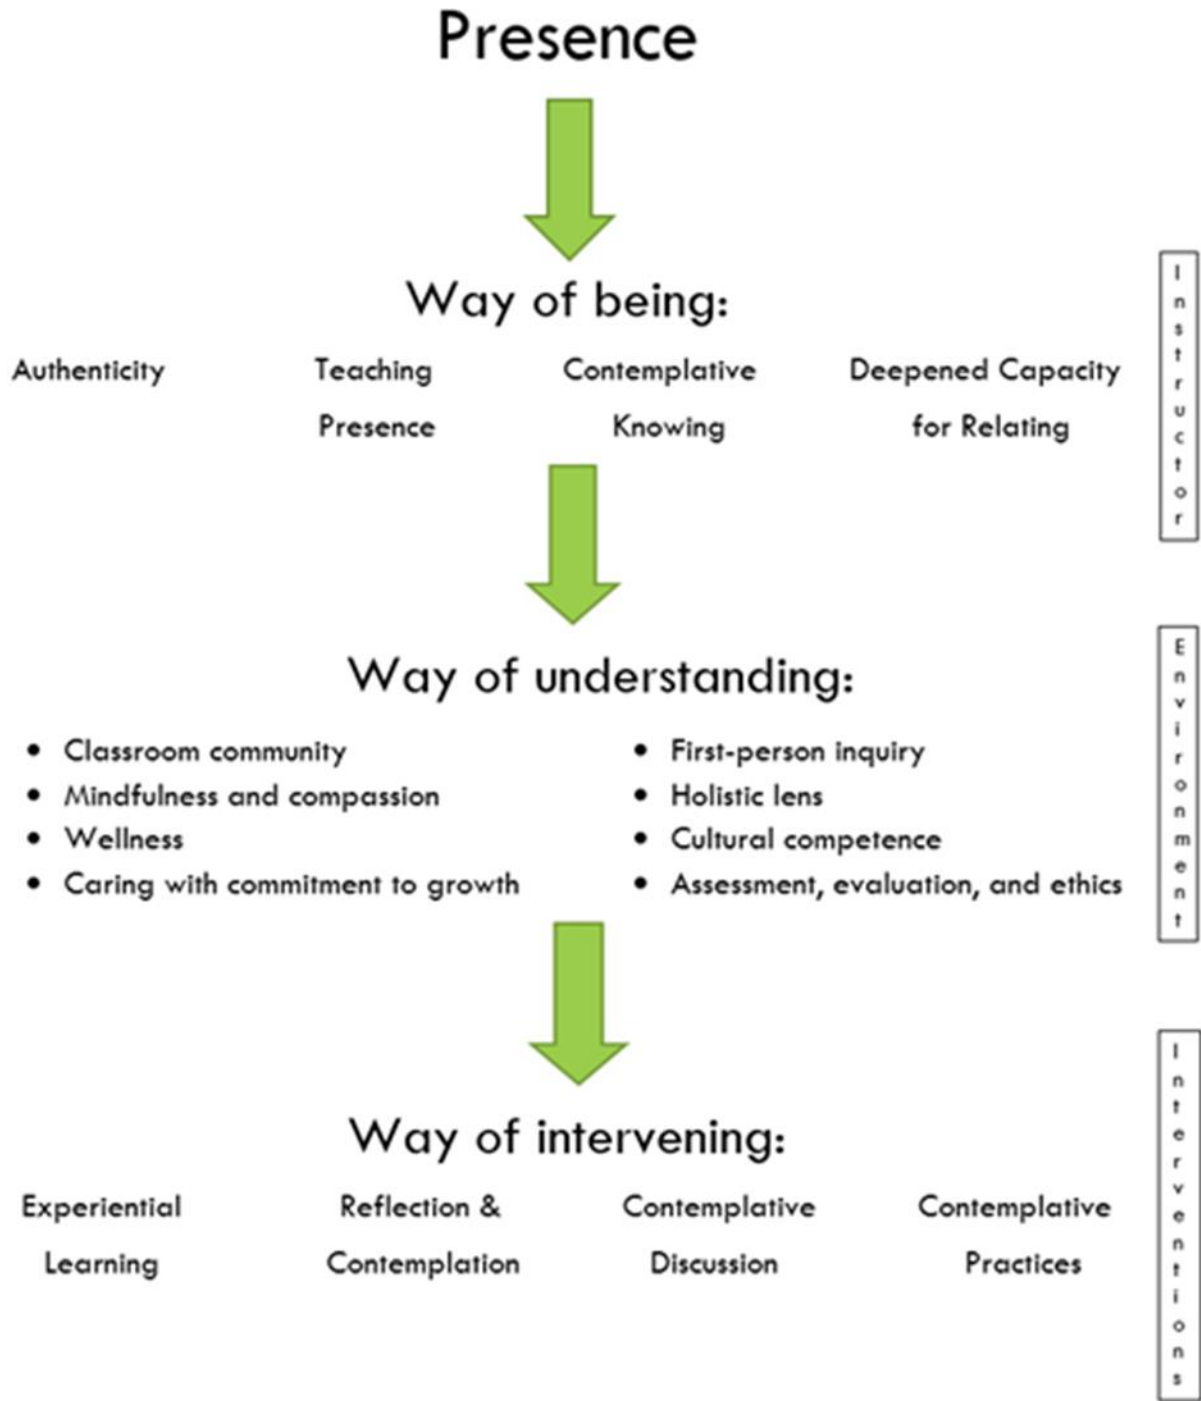 Presence
Way of being:
Authenticity Teaching Contemplative Deepened Capacity
Presence Knowing for Relating
Instructor
Way of understanding:
• Classroom community
• Mindfulness and compassion
• Wellness
• Caring with commitment to growth
• First-person inquiry
• Holistic lens
• Cultural competence
• Assessment, evaluation, and ethics
Environment
Way of intervening:
Experiential Reflection & Contemplative Contemplative
Learning Contemplation Discussion Practices
Interventions